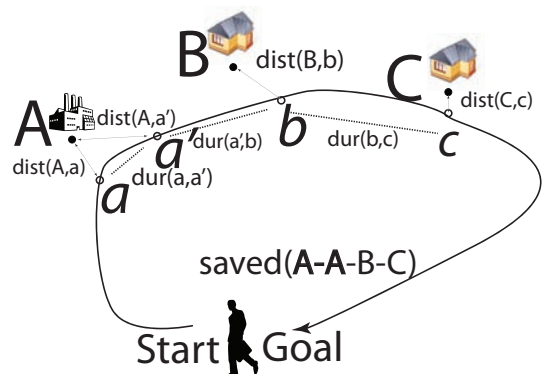 B
dist(B,b)
C
dist(C,c)
A
dist(A,a')
a'
dur(a',b)
b
dur(b,c)
c
dist(A,a)
a
dur(a,a')
saved(A-A-B-C)
Start
Goal